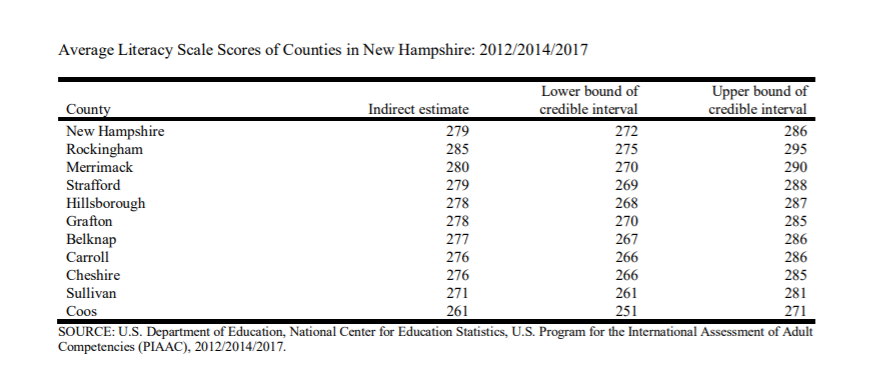 Average Literacy Scale Scores of Counties in New Hampshire: 2012/2014/2017
County Indirect estimate Lower bound of credible interval Upper bound of credible interval
New Hampshire 279 272 286
Rockingham 285 275 295
Merrimack 280 270 290
Strafford 279 269 288
Hillsborough 278 268 287
Grafton 278 270 285
Belknap 277 267 286
Carroll 276 266 286
Cheshire 276 266 285
Sullivan 271 261 281
Coos 261 251 271
SOURCE: U.S. Department of Education, National Center for Education Statistics, U.S. Program for the International Assessment of Adult
Competencies (PIAAC), 2012/2014/2017.